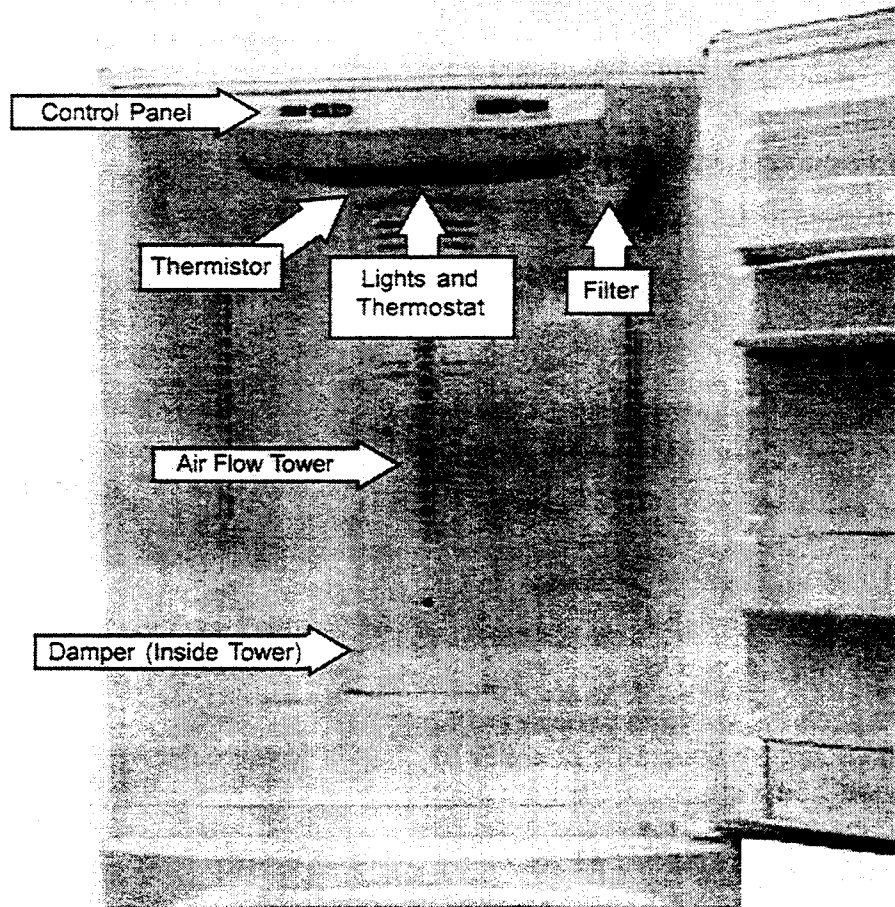 Control Panel
Thermistor
Lights and
Thermostat
Filter
Air Flow Tower
Damper (Inside Tower)